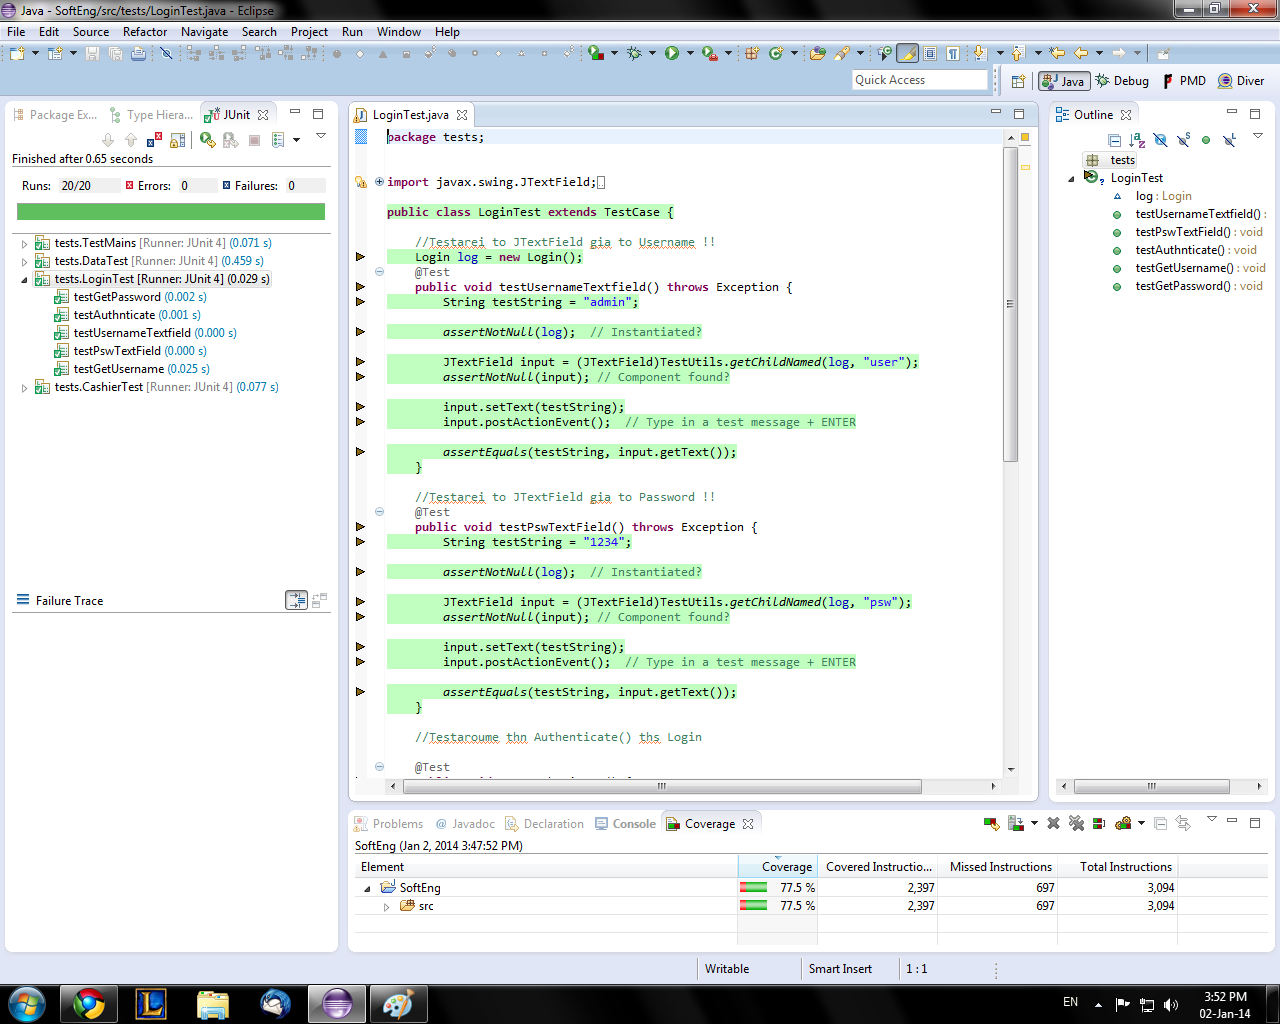 Java - SoftEng/src/tests/LoginTest.java - Eclipse
File Edit Source Refactor Navigate Search Project Run Window Help
Quick Access
Java Debug PMD Diver
Package Ex... Type Hiera... JUnit
Finished after 0.65 seconds
Runs: 20/20 Errors: 0 Failures: 0
tests.TestMains [Runner: JUnit 4] (0.071 s)
tests.DataTest [Runner: JUnit 4] (0.459 s)
tests.LoginTest [Runner: JUnit 4] (0.029 s)
testGetPassword (0.002 s)
testAuthnticate (0.001 s)
testUsernameTextfield (0.000 s)
testPswTextField (0.000 s)
testGetUsername (0.025 s)
tests.CashierTest [Runner: JUnit 4] (0.077 s)
Failure Trace
LoginTest.java
package tests;
import javax.swing.JTextField;
public class LoginTest extends TestCase {
//Testarei to JTextField gia to Username !!
Login log = new Login();
@Test
public void testUsernameTextfield() throws Exception {
String testString = "admin";
assertNotNull(log); // Instantiated?
JTextField input = (JTextField)TestUtils.getChildNamed(log, "user");
assertNotNull(input); // Component found?
input.setText(testString);
input.postActionEvent(); // Type in a test message + ENTER
assertEquals(testString, input.getText());
}
//Testarei to JTextField gia to Password !!
@Test
public void testPswTextField() throws Exception {
String testString = "1234";
assertNotNull(log); // Instantiated?
JTextField input = (JTextField)TestUtils.getChildNamed(log, "psw");
assertNotNull(input); // Component found?
input.setText(testString);
input.postActionEvent(); // Type in a test message + ENTER
assertEquals(testString, input.getText());
}
//Testaroume thn Authenticate() ths Login
@Test
Outline
tests
LoginTest
log : Login
testUsernameTextfield() :
testPswTextField() : void
testAuthnticate() : void
testGetUsername() : void
testGetPassword() : void
Problems Javadoc Declaration Console Coverage
SoftEng (Jan 2, 2014 3:47:52 PM)
Element Coverage Covered Instructio... Missed Instructions Total Instructions
SoftEng 77.5 % 2,397 697 3,094
src 77.5 % 2,397 697 3,094
Writable Smart Insert 1 : 1
EN 3:52 PM
02-Jan-14